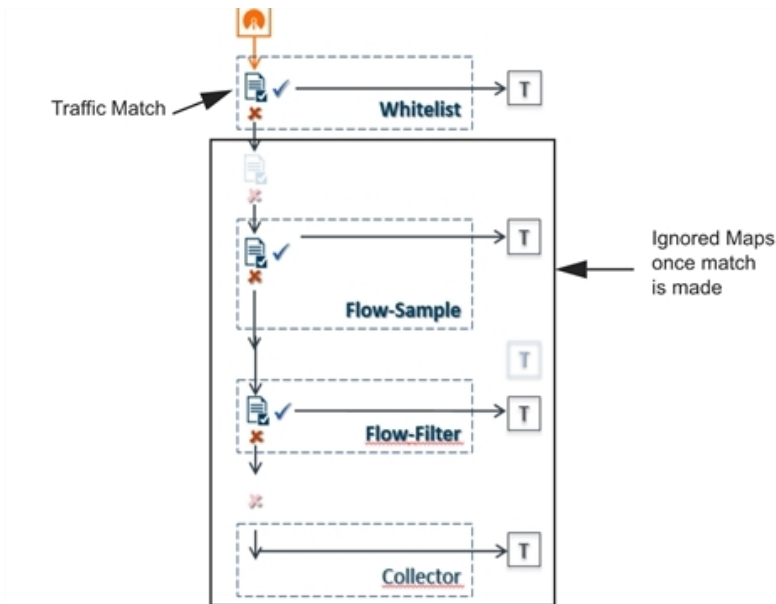 Traffic Match
T
Whitelist
T
Ignored Maps
once match
is made
Flow-Sample
T
T
Flow-Filter
T
Collector